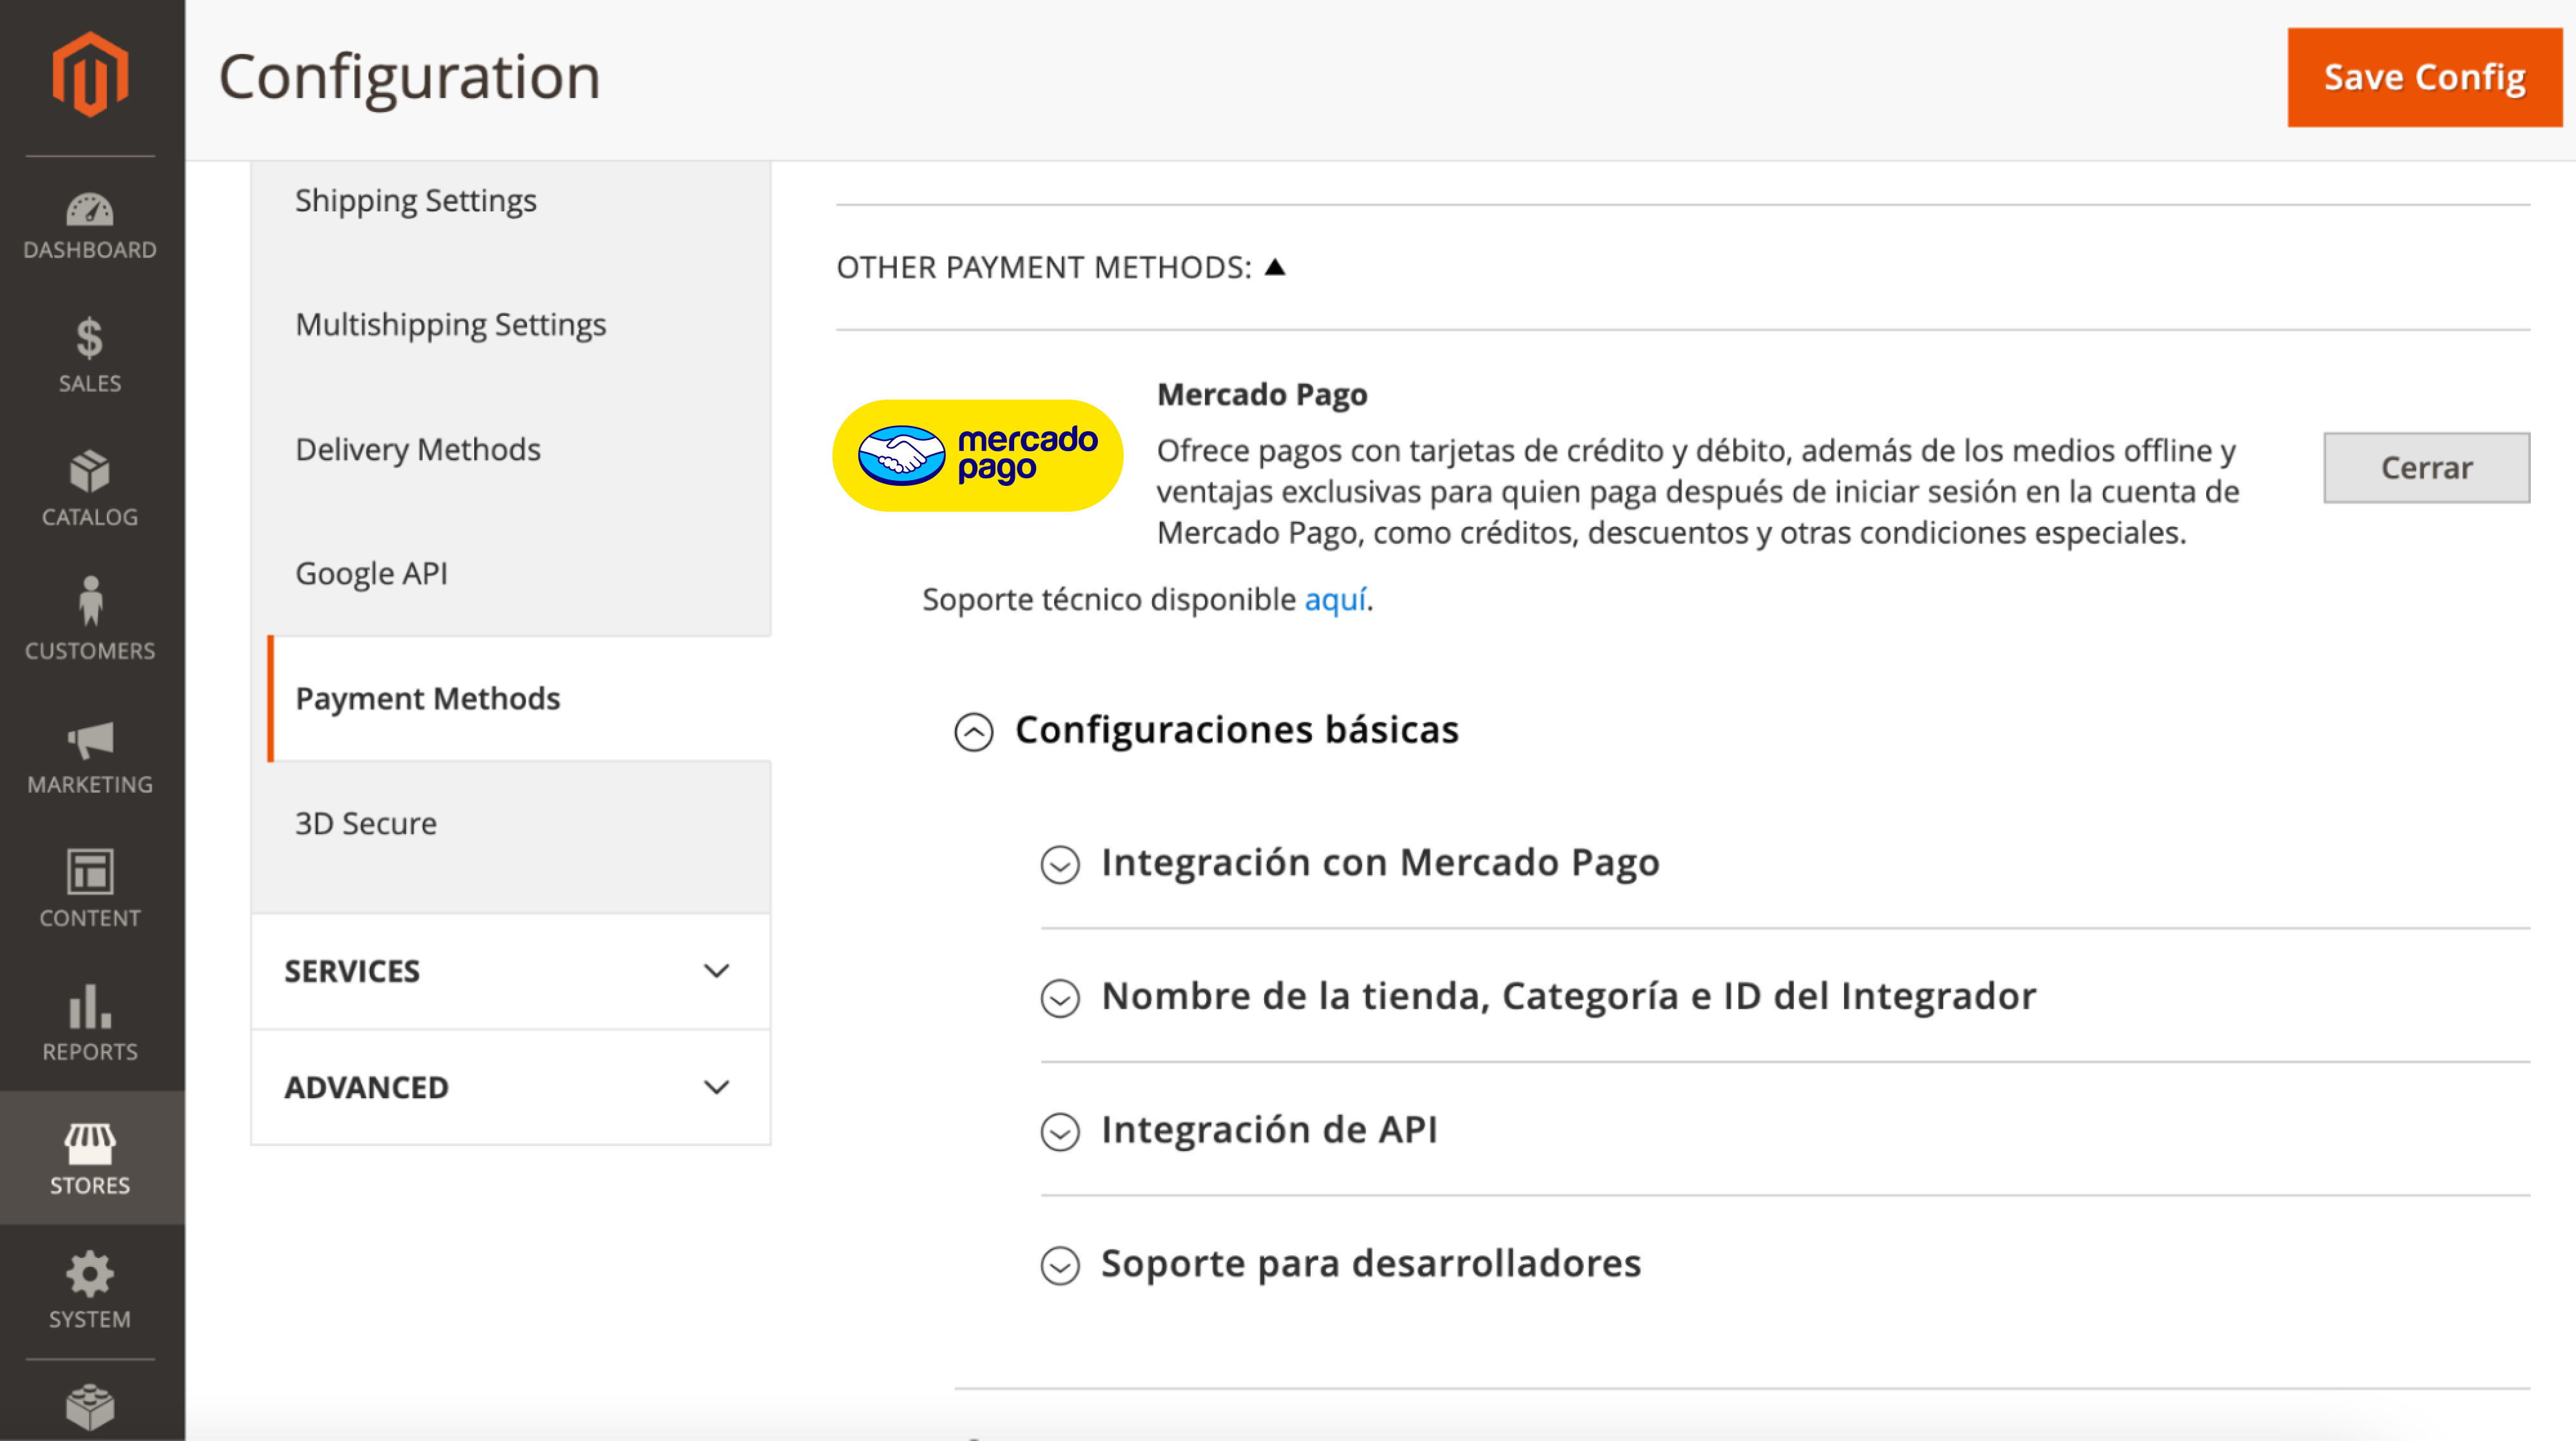 Configuration
Save Config
DASHBOARD
SALES
CATALOG
CUSTOMERS
MARKETING
CONTENT
REPORTS
STORES
SYSTEM
Shipping Settings
Multishipping Settings
Delivery Methods
Google API
Payment Methods
3D Secure
SERVICES
ADVANCED
OTHER PAYMENT METHODS:
mercado
pago
Mercado Pago
Ofrece pagos con tarjetas de crédito y débito, además de los medios offline y
ventajas exclusivas para quien paga después de iniciar sesión en la cuenta de
Mercado Pago, como créditos, descuentos y otras condiciones especiales.
Cerrar
Soporte técnico disponible aquí.
Configuraciones básicas
Integración con Mercado Pago
Nombre de la tienda, Categoría e ID del Integrador
Integración de API
Soporte para desarrolladores